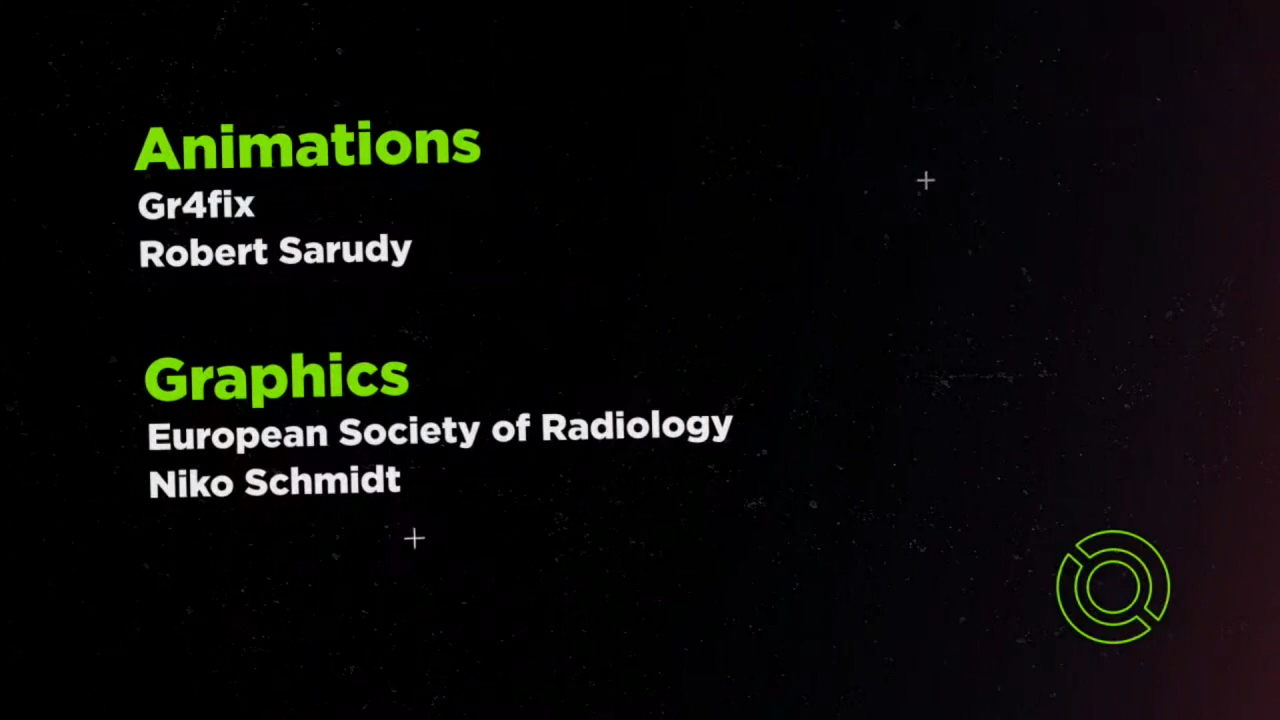 Animations
Gr4fix
Robert Sarudy
Graphics
European Society of Radiology
Niko Schmidt